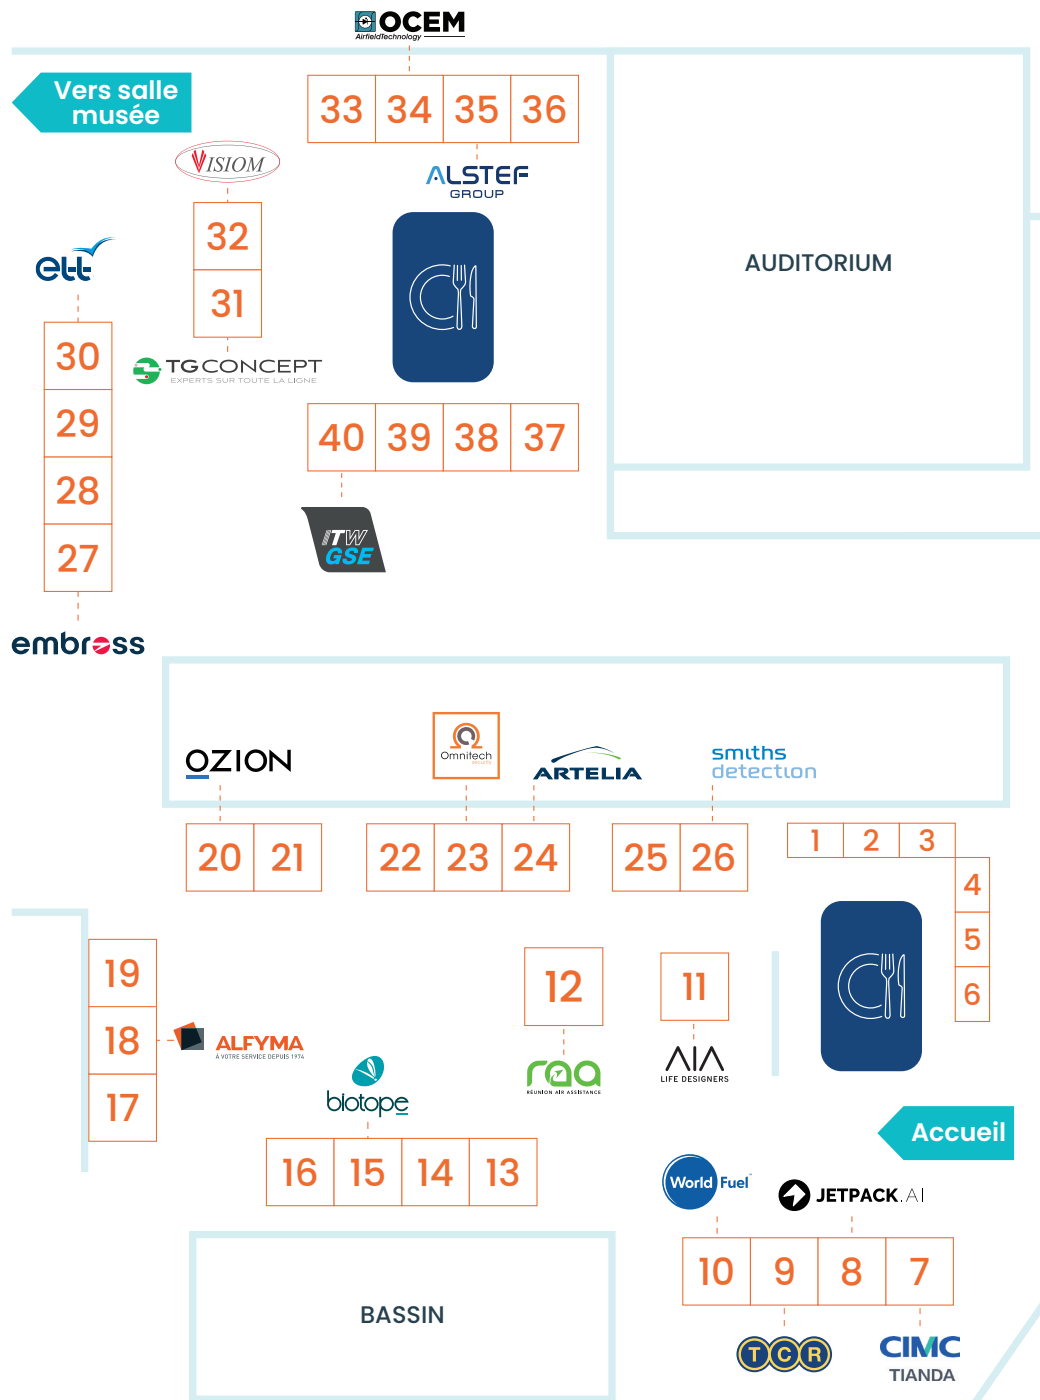 OCEM
AirfieldTechnology
Vers salle
musée
33 34 35 36
VISIOM
ALSTEF
GROUP
32
31
AUDITORIUM
ett
TG CONCEPT
EXPERTS SUR TOUTE LA LIGNE
30
29
28
27
40 39 38 37
ITW
GSE
embross
OZION
Omnitech
security
ARTELIA
smiths
detection
20 21 22 23 24 25 26
1 2 3
4
5
6
19
18
17
ALFYMA
À VOTRE SERVICE DEPUIS 1974
12
11
raa
REUNION AIR ASSISTANCE
AIA
LIFE DESIGNERS
biotope
16 15 14 13
Accueil
World Fuel
JETPACK.AI
10 9 8 7
BASSIN
TCR
CIMC
TIANDA